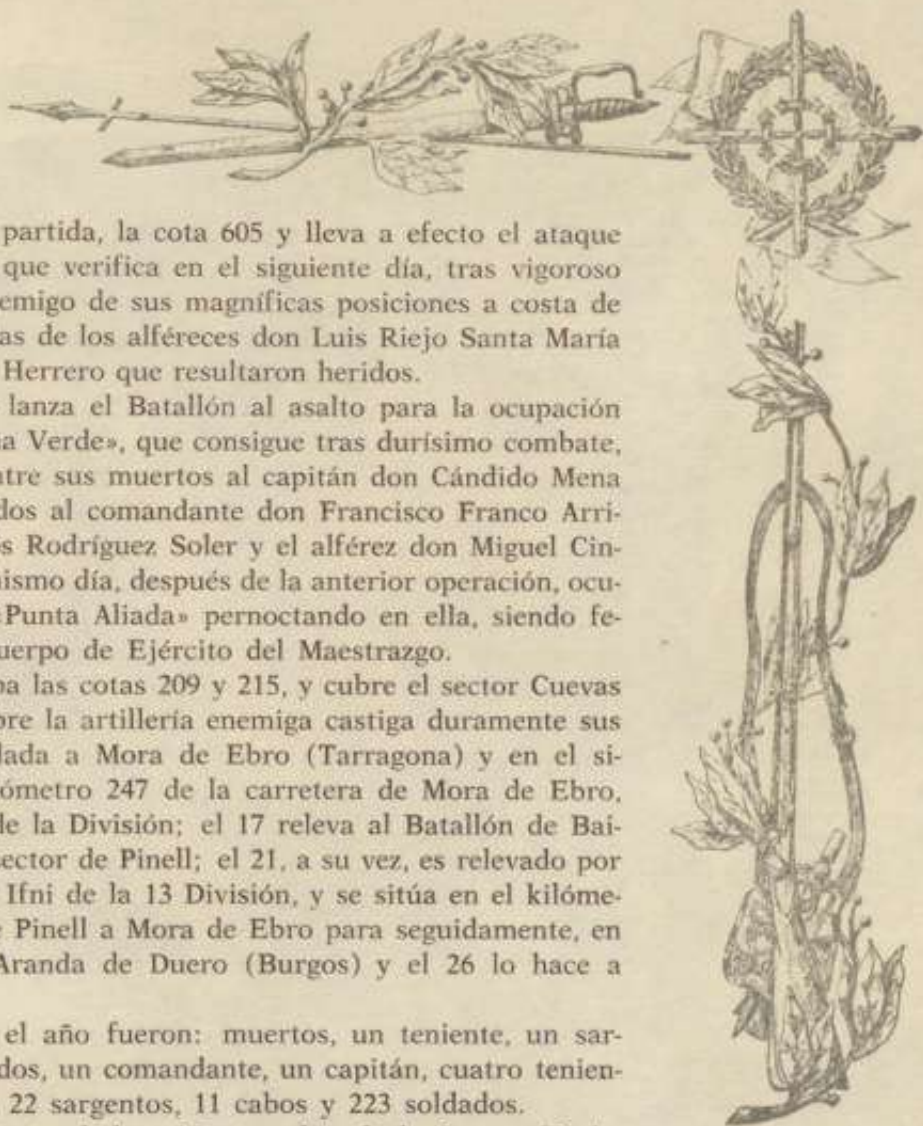 partida, la cota 605 y lleva a efecto el ataque
que verifica en el siguiente día, tras vigoroso
emigo de sus magníficas posiciones a costa de
as de los alféreces don Luis Riejo Santa María
Herrero que resultaron heridos.
lanza el Batallón al asalto para la ocupación
a Verde», que consigue tras durísimo combate,
ntre sus muertos al capitán don Cándido Mena
dos al comandante don Francisco Franco Arri-
s Rodríguez Soler y el alférez don Miguel Cin-
nismo día, después de la anterior operación, ocu-
«Punta Aliada» pernoctando en ella, siendo fe-
uerpo de Ejército del Maestrazgo.
pa las cotas 209 y 215, y cubre el sector Cuevas
bre la artillería enemiga castiga duramente sus
lada a Mora de Ebro (Tarragona) y en el si-
ómetro 247 de la carretera de Mora de Ebro,
de la División; el 17 releva al Batallón de Bai-
sector de Pinell; el 21, a su vez, es relevado por
Ifni de la 13 División, y se sitúa en el kilóme-
e Pinell a Mora de Ebro para seguidamente, en
Aranda de Duero (Burgos) y el 26 lo hace a
el año fueron: muertos, un teniente, un sar-
dos, un comandante, un capitán, cuatro tenien-
22 sargentos, 11 cabos y 223 soldados.